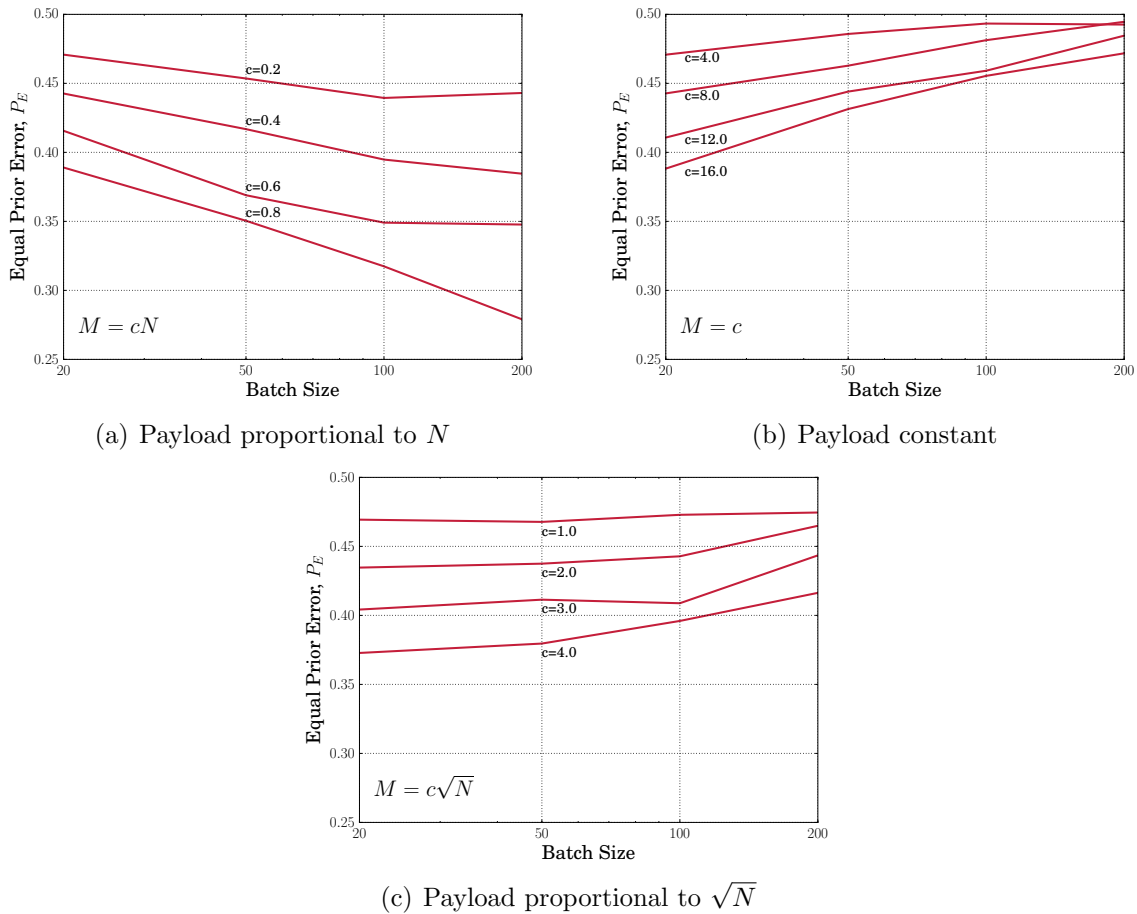 0.50
0.45
0.40
0.35
0.30
0.25
Equal Prior Error, P_E
c=0.2
c=0.4
c=0.6
c=0.8
M = cN
20
50
100
200
Batch Size
(a) Payload proportional to N
0.50
0.45
0.40
0.35
0.30
0.25
Equal Prior Error, P_E
c=4.0
c=8.0
c=12.0
c=16.0
M = c
20
50
100
200
Batch Size
(b) Payload constant
0.50
0.45
0.40
0.35
0.30
0.25
Equal Prior Error, P_E
c=1.0
c=2.0
c=3.0
c=4.0
M = c√N
20
50
100
200
Batch Size
(c) Payload proportional to √N